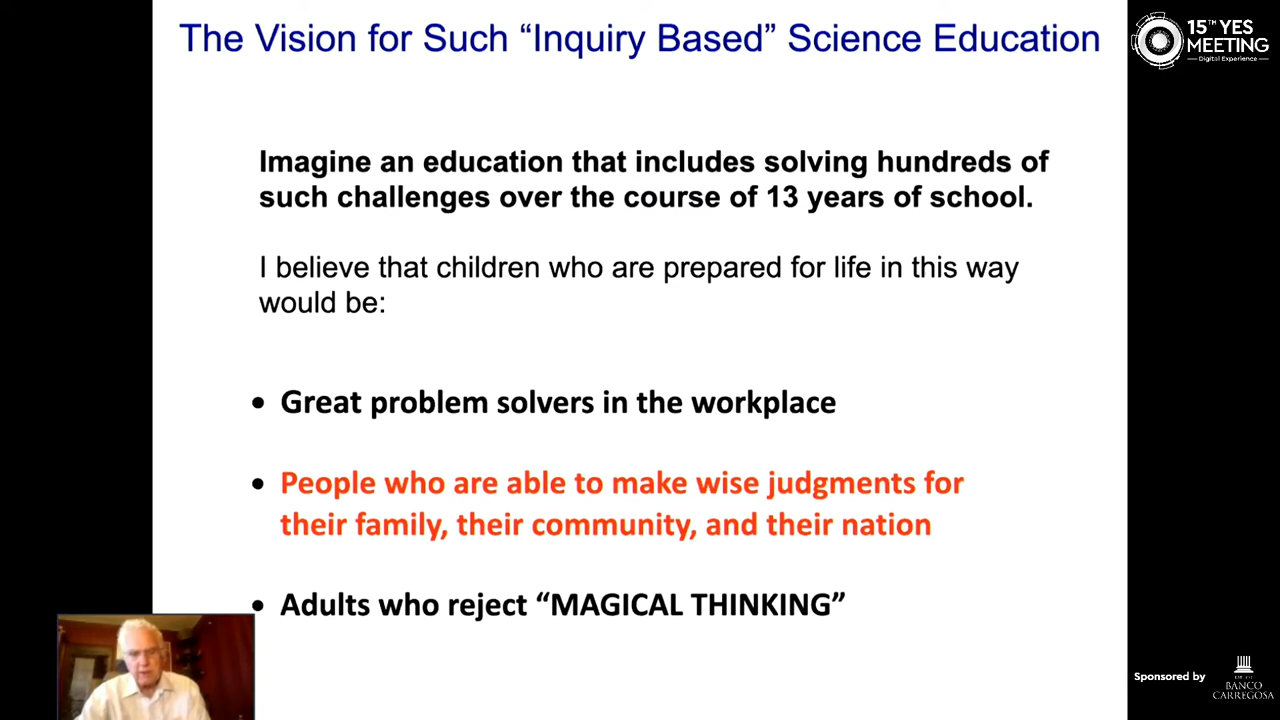 The Vision for Such “Inquiry Based” Science Education
15TH YES
MEETING
Digital Experience
Imagine an education that includes solving hundreds of
such challenges over the course of 13 years of school.
I believe that children who are prepared for life in this way
would be:
• Great problem solvers in the workplace
• People who are able to make wise judgments for
their family, their community, and their nation
• Adults who reject “MAGICAL THINKING”
Sponsored by
BANCO
CARREGOSA